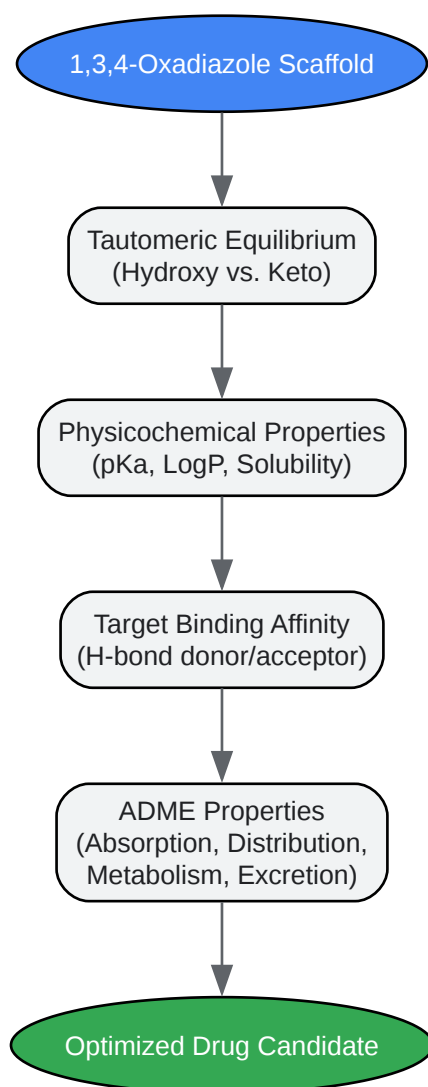 1,3,4-Oxadiazole Scaffold
Tautomeric Equilibrium
(Hydroxy vs. Keto)
Physicochemical Properties
(pKa, LogP, Solubility)
Target Binding Affinity
(H-bond donor/acceptor)
ADME Properties
(Absorption, Distribution,
Metabolism, Excretion)
Optimized Drug Candidate